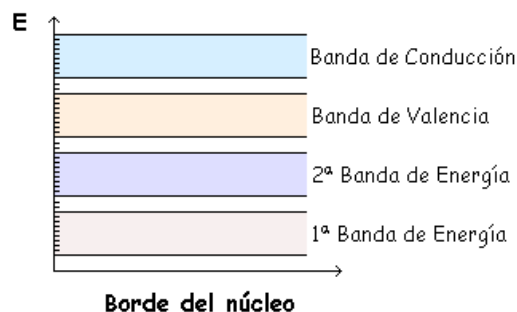 E
Banda de Conducción
Banda de Valencia
2ª Banda de Energía
1ª Banda de Energía
Borde del núcleo